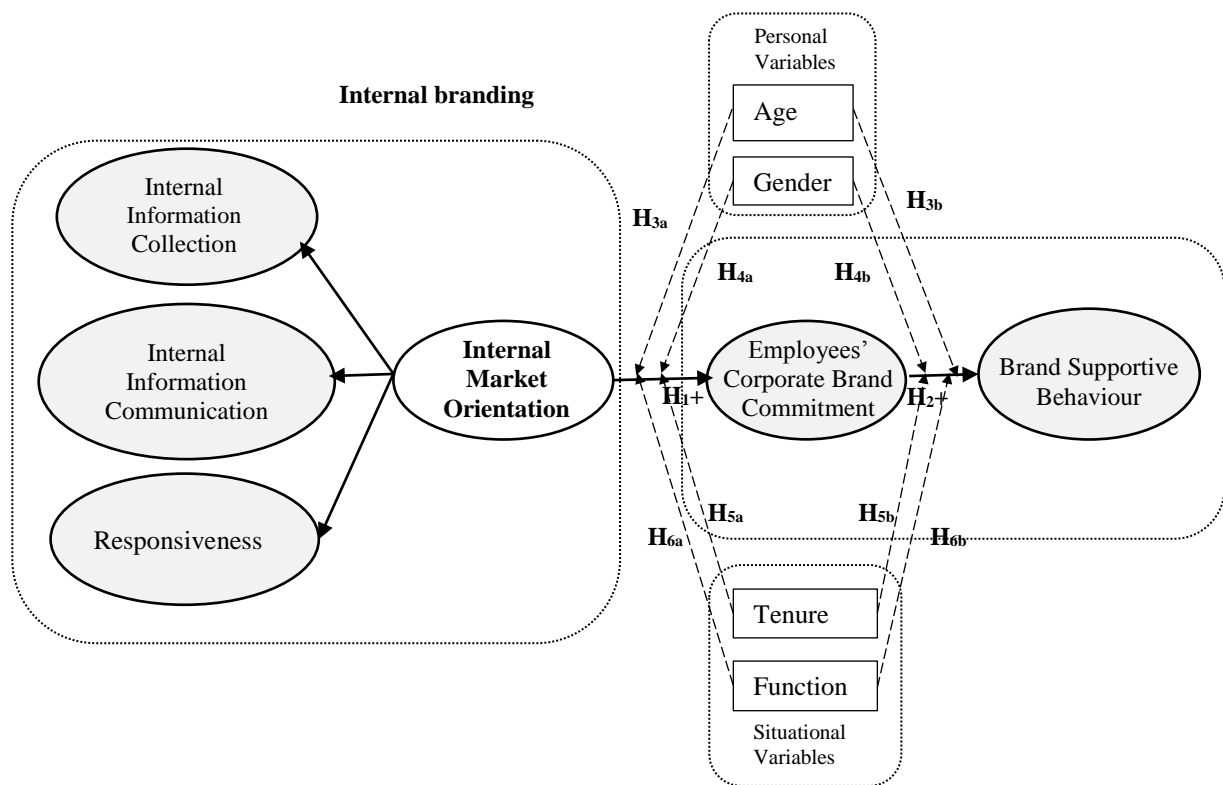 Personal
Variables
Internal branding
Age
Internal
Information
Collection
Gender
H3a
H3b
H4a
H4b
Internal
Information
Communication
Internal
Market
Orientation
Employees’
Corporate Brand
Commitment
Brand Supportive
Behaviour
H1+
H2+
Responsiveness
H5a
H5b
H6a
H6b
Tenure
Function
Situational
Variables